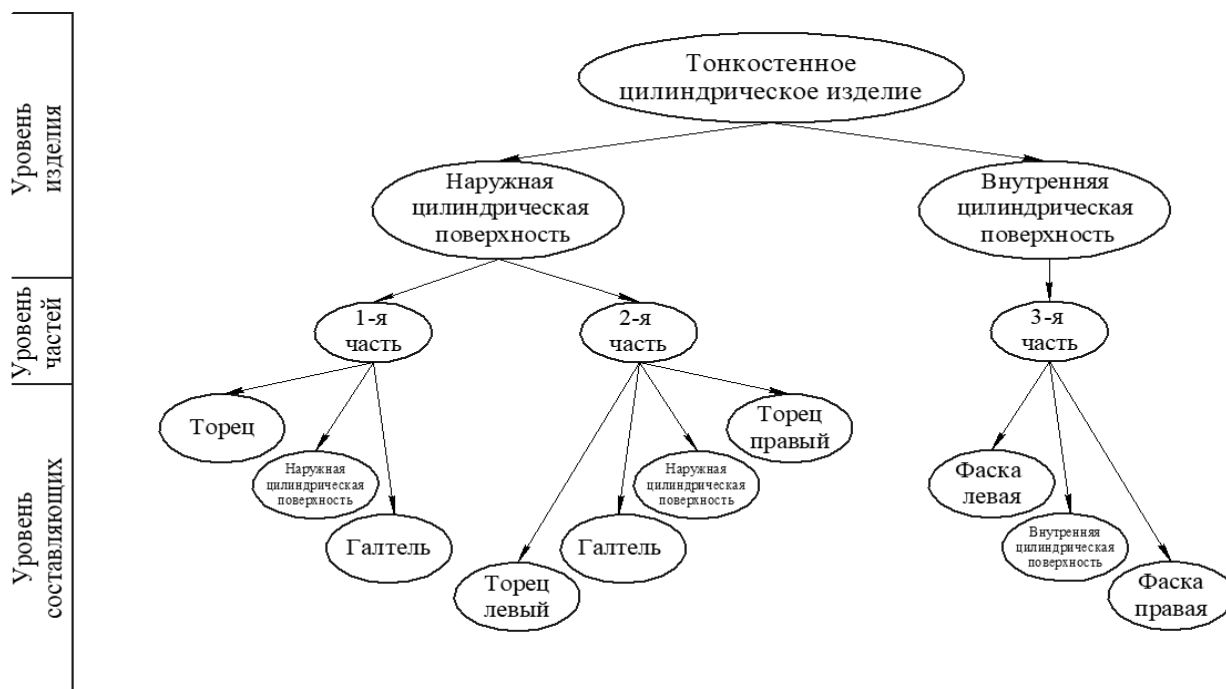 Уровень
изделия
Тонкостенное
цилиндрическое изделие
Наружная
цилиндрическая
поверхность
Внутренняя
цилиндрическая
поверхность
Уровень
частей
1-я
часть
2-я
часть
3-я
часть
Уровень
составляющих
Торец
Наружная
цилиндрическая
поверхность
Галтель
Торец
левый
Галтель
Наружная
цилиндрическая
поверхность
Торец
правый
Фаска
левая
Внутренняя
цилиндрическая
поверхность
Фаска
правая